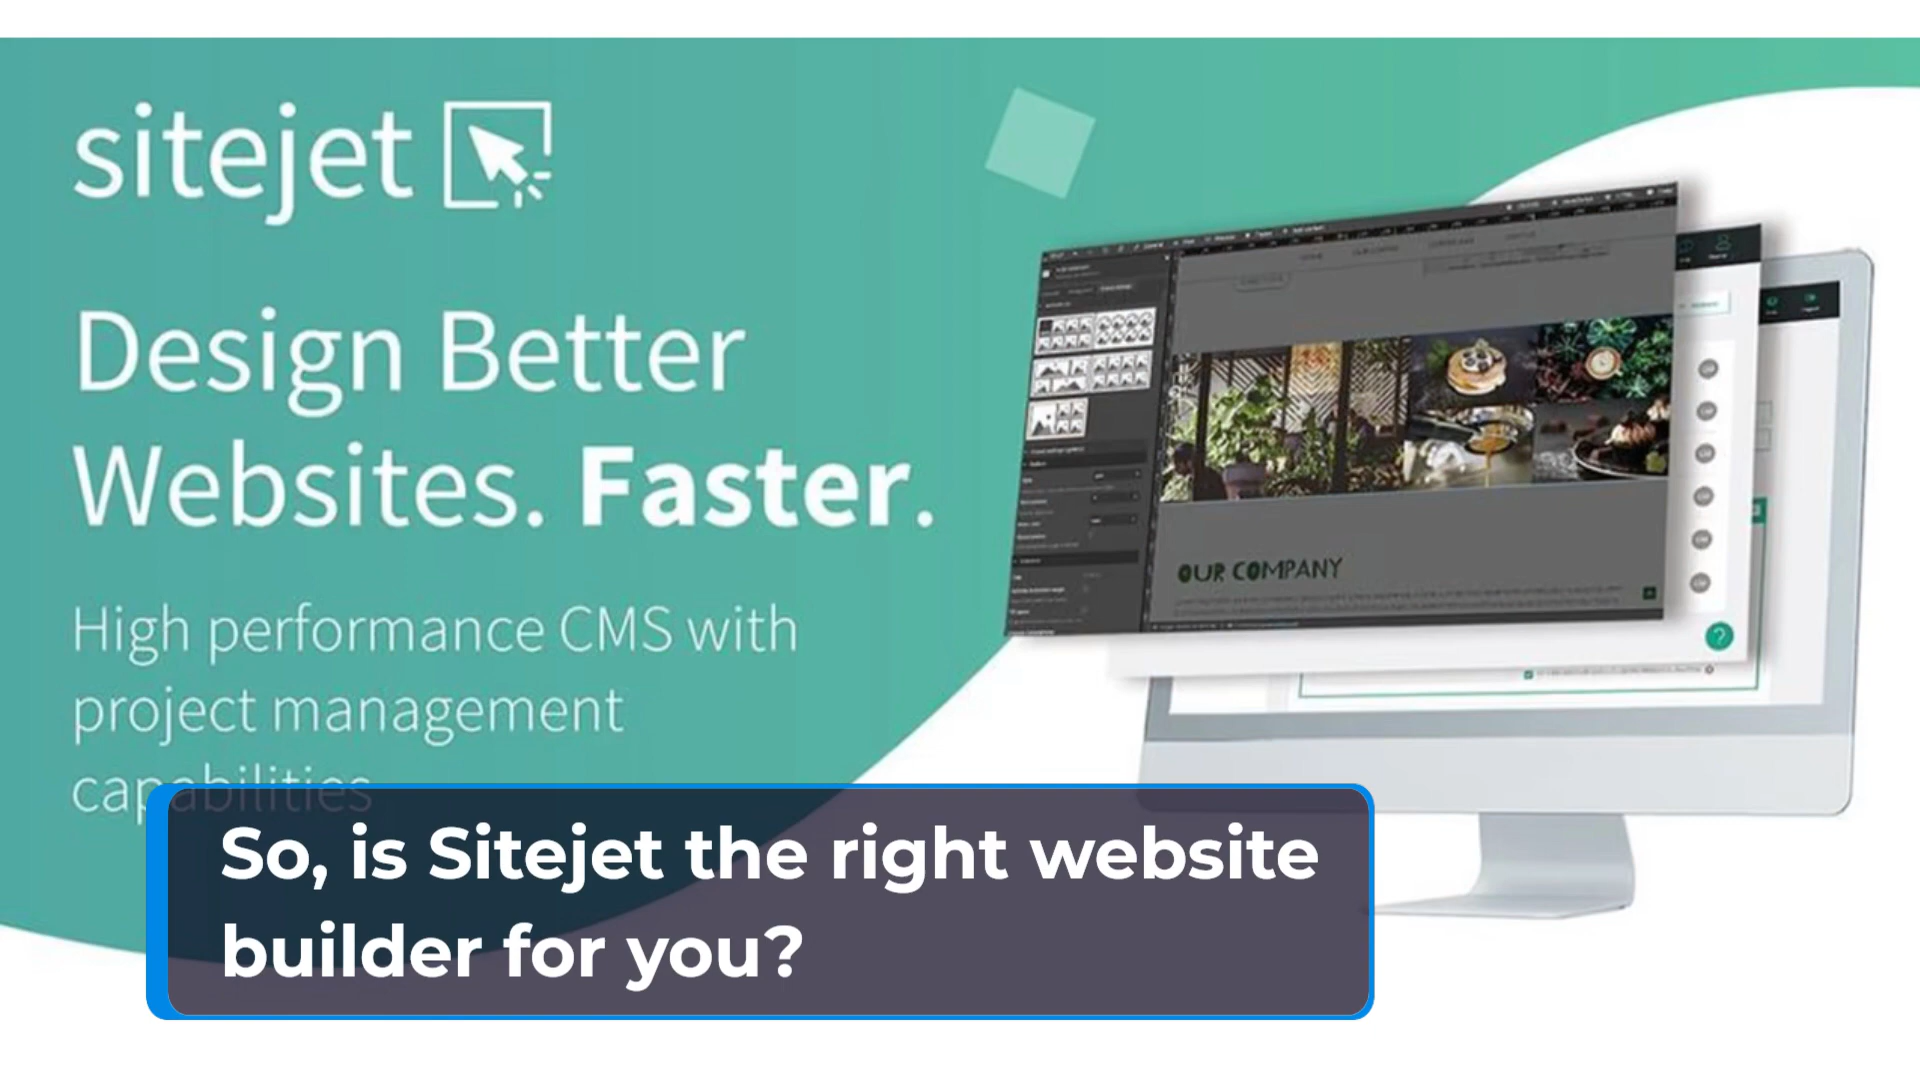 sitejet
Design Better
Websites. Faster.
High performance CMS with
project management
capabilities
OUR COMPANY
?
So, is Sitejet the right website
builder for you?